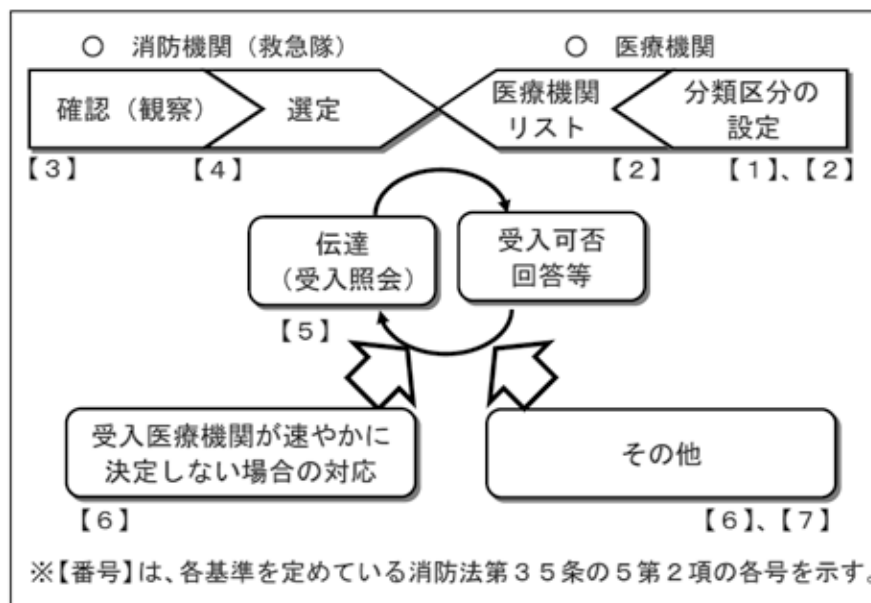 ○ 消防機関(救急隊)
○ 医療機関
確認(観察)
選定
医療機関
リスト
分類区分の
設定
【3】
【4】
【2】
【1】、【2】
伝達
(受入照会)
受入可否
回答等
【5】
受入医療機関が速やかに
決定しない場合の対応
その他
【6】
【6】、【7】
※【番号】は、各基準を定めている消防法第35条の5第2項の各号を示す。